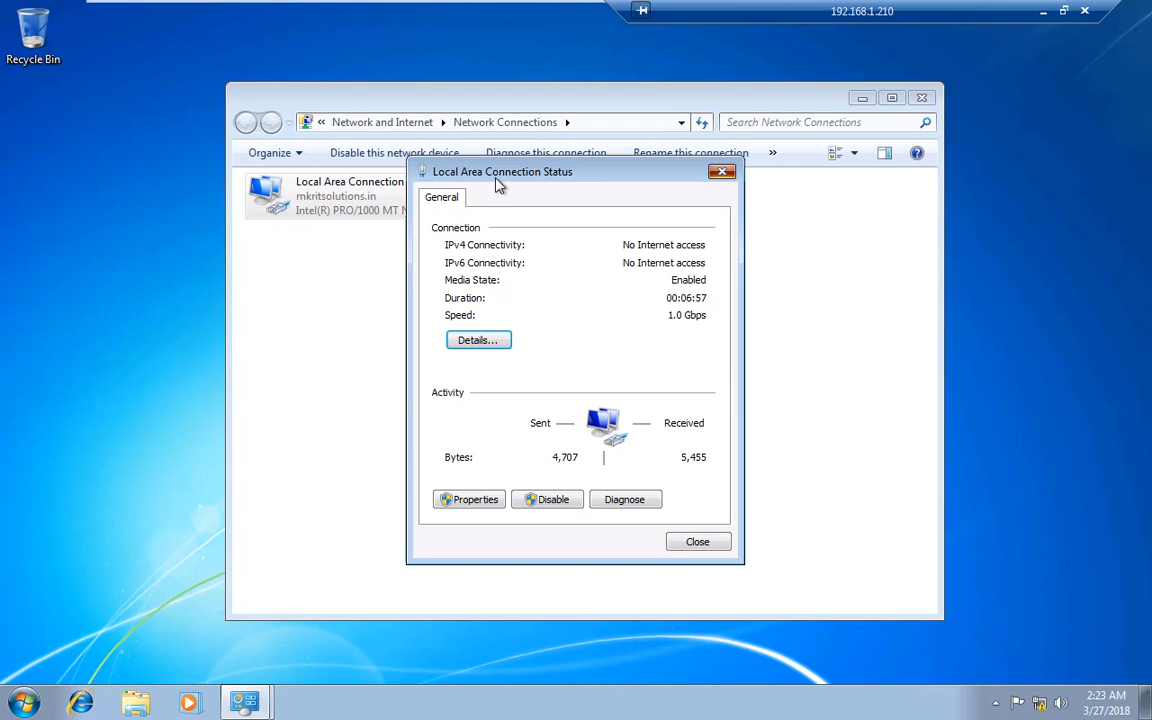 192.168.1.210
Recycle Bin
« Network and Internet ▸ Network Connections ▸
Search Network Connections
Organize ▾ Disable this network device Diagnose this connection Rename this connection »
Local Area Connection
mkritsolutions.in
Intel(R) PRO/1000 MT
Local Area Connection Status
General
Connection
IPv4 Connectivity: No Internet access
IPv6 Connectivity: No Internet access
Media State: Enabled
Duration: 00:06:57
Speed: 1.0 Gbps
Details...
Activity
Sent — — Received
Bytes: 4,707 | 5,455
Properties Disable Diagnose
Close
2:23 AM
3/27/2018